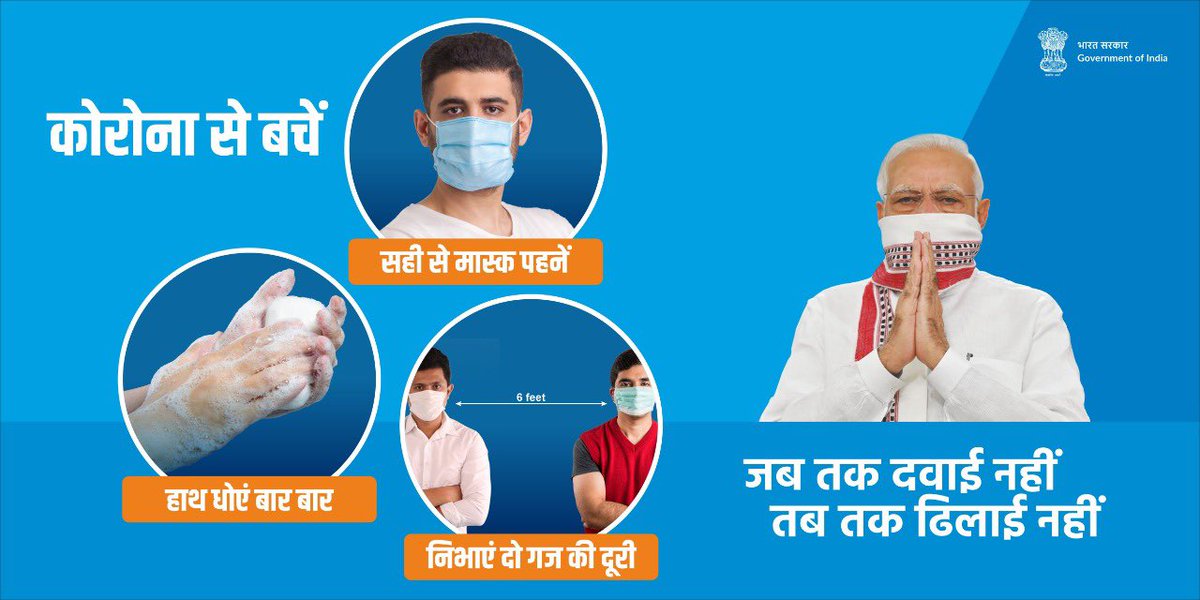 भारत सरकार
Government of India
कोरोना से बचें
सही से मास्क पहनें
हाथ धोएं बार बार
6 feet
निभाएं दो गज की दूरी
जब तक दवाई नहीं
तब तक ढिलाई नहीं